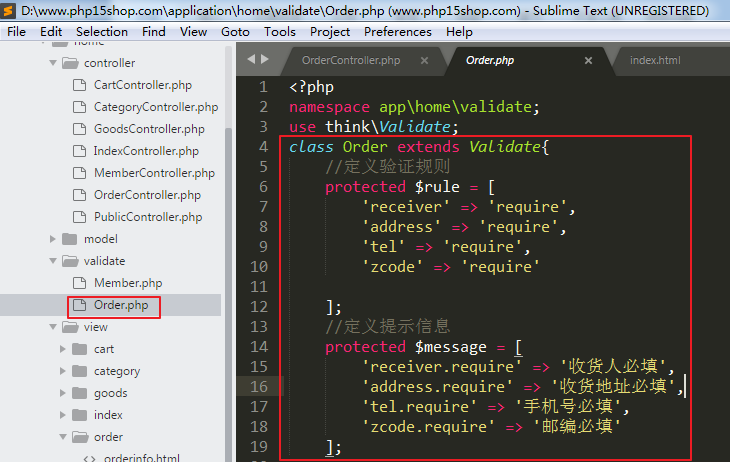 D:\www.php15shop.com\application\home\validate\Order.php (www.php15shop.com) - Sublime Text (UNREGISTERED)
File Edit Selection Find View Goto Tools Project Preferences Help
home
controller
CartController.php
CategoryController.php
GoodsController.php
IndexController.php
MemberController.php
OrderController.php
PublicController.php
model
validate
Member.php
Order.php
view
cart
category
goods
index
order
orderinfo.html
OrderController.php Order.php index.html
1 <?php
2 namespace app\home\validate;
3 use think\Validate;
4 class Order extends Validate{
5 //定义验证规则
6 protected $rule = [
7 'receiver' => 'require',
8 'address' => 'require',
9 'tel' => 'require',
10 'zcode' => 'require'
11
12 ];
13 //定义提示信息
14 protected $message = [
15 'receiver.require' => '收货人必填',
16 'address.require' => '收货地址必填',
17 'tel.require' => '手机号必填',
18 'zcode.require' => '邮编必填'
19 ];